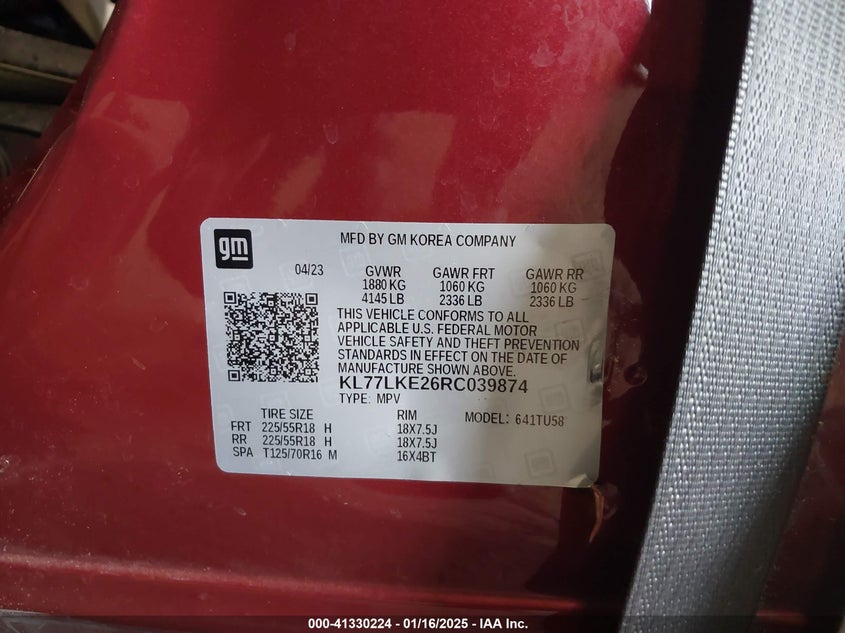 gm
MFD BY GM KOREA COMPANY
04/23 GVWR GAWR FRT GAWR RR
1880 KG 1060 KG 1060 KG
4145 LB 2336 LB 2336 LB
THIS VEHICLE CONFORMS TO ALL
APPLICABLE U.S. FEDERAL MOTOR
VEHICLE SAFETY AND THEFT PREVENTION
STANDARDS IN EFFECT ON THE DATE OF
MANUFACTURE SHOWN ABOVE.
KL77LKE26RC039874
TYPE: MPV
TIRE SIZE RIM MODEL: 641TU58
FRT 225/55R18 H 18X7.5J
RR 225/55R18 H 18X7.5J
SPA T125/70R16 M 16X4BT
000-41330224 - 01/16/2025 - IAA Inc.